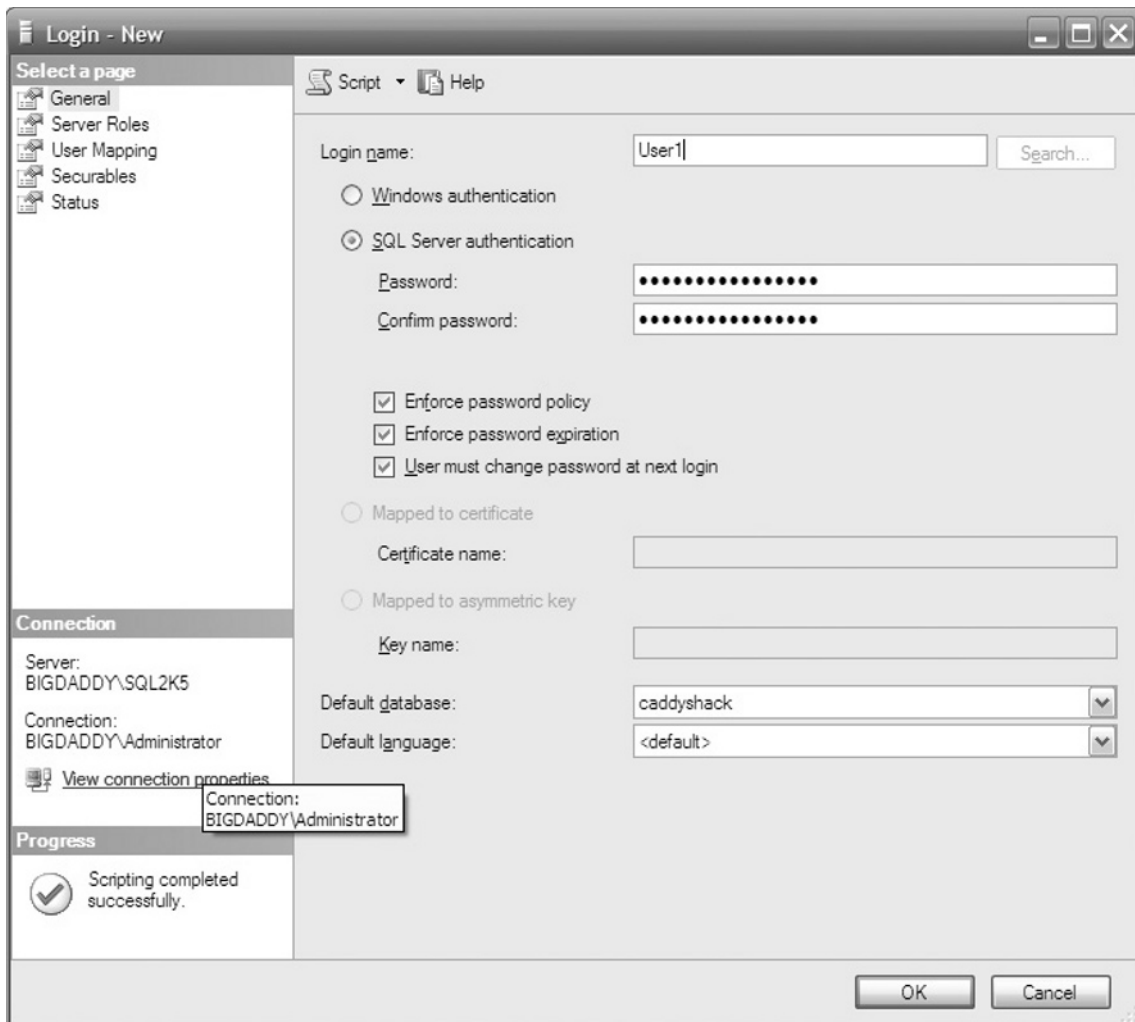 Login - New
Select a page
General
Server Roles
User Mapping
Securables
Status
Script
Help
Login name:
User1
Search...
Windows authentication
SQL Server authentication
Password:
••••••••••••••••
Confirm password:
••••••••••••••••
Enforce password policy
Enforce password expiration
User must change password at next login
Mapped to certificate
Certificate name:
Mapped to asymmetric key
Key name:
Default database:
caddyshack
Default language:
<default>
Connection
Server:
BIGDADDY\SQL2K5
Connection:
BIGDADDY\Administrator
View connection properties
Connection:
BIGDADDY\Administrator
Progress
Scripting completed
successfully.
OK
Cancel